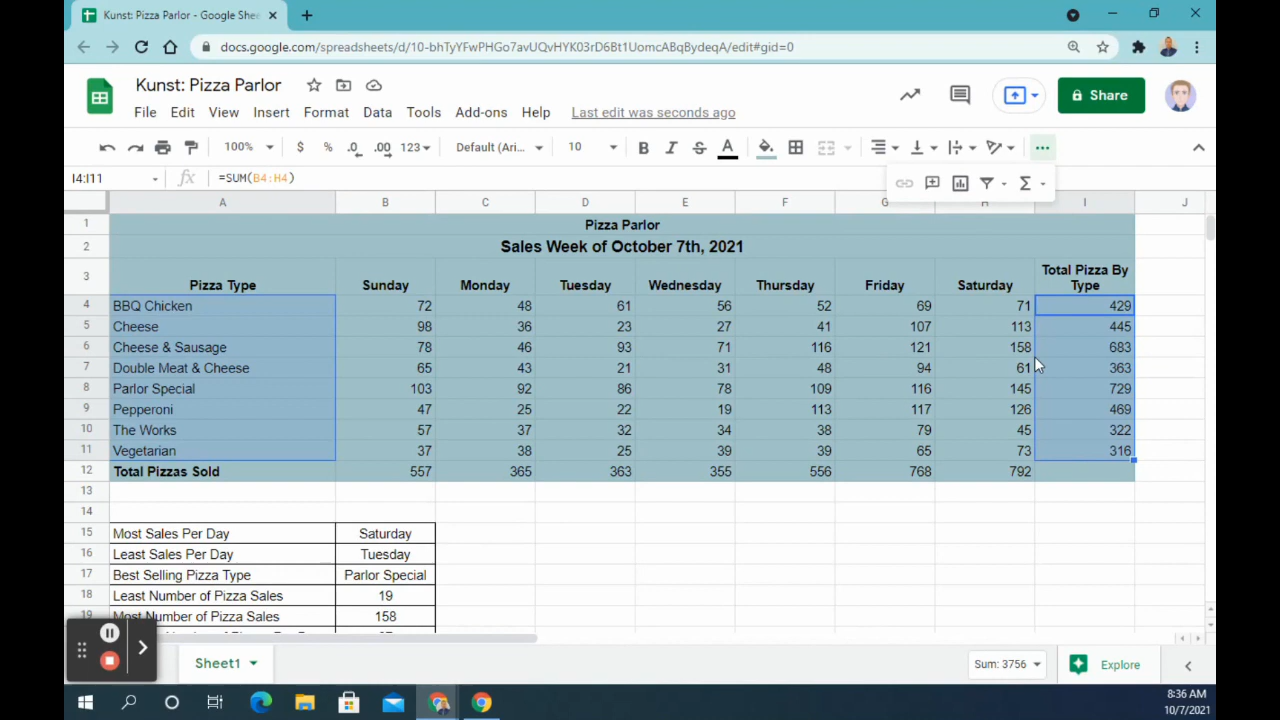 Kunst: Pizza Parlor - Google She
docs.google.com/spreadsheets/d/10-bhTyYFwPHGo7avUQvHYK03rD6Bt1UomcABqBydeqA/edit#gid=0
Kunst: Pizza Parlor
File Edit View Insert Format Data Tools Add-ons Help Last edit was seconds ago
Share
100% $ % .0 .00 123 Default (Ari... 10 B I S A
I4:I11 fx =SUM(B4:H4)
A B C D E F G H I J
1 Pizza Parlor
2 Sales Week of October 7th, 2021
3 Pizza Type Sunday Monday Tuesday Wednesday Thursday Friday Saturday Total Pizza By Type
4 BBQ Chicken 72 48 61 56 52 69 71 429
5 Cheese 98 36 23 27 41 107 113 445
6 Cheese & Sausage 78 46 93 71 116 121 158 683
7 Double Meat & Cheese 65 43 21 31 48 94 61 363
8 Parlor Special 103 92 86 78 109 116 145 729
9 Pepperoni 47 25 22 19 113 117 126 469
10 The Works 57 37 32 34 38 79 45 322
11 Vegetarian 37 38 25 39 39 65 73 316
12 Total Pizzas Sold 557 365 363 355 556 768 792
13
14
15 Most Sales Per Day Saturday
16 Least Sales Per Day Tuesday
17 Best Selling Pizza Type Parlor Special
18 Least Number of Pizza Sales 19
19 Most Number of Pizza Sales 158
Sheet1 Sum: 3756 Explore
8:36 AM
10/7/2021